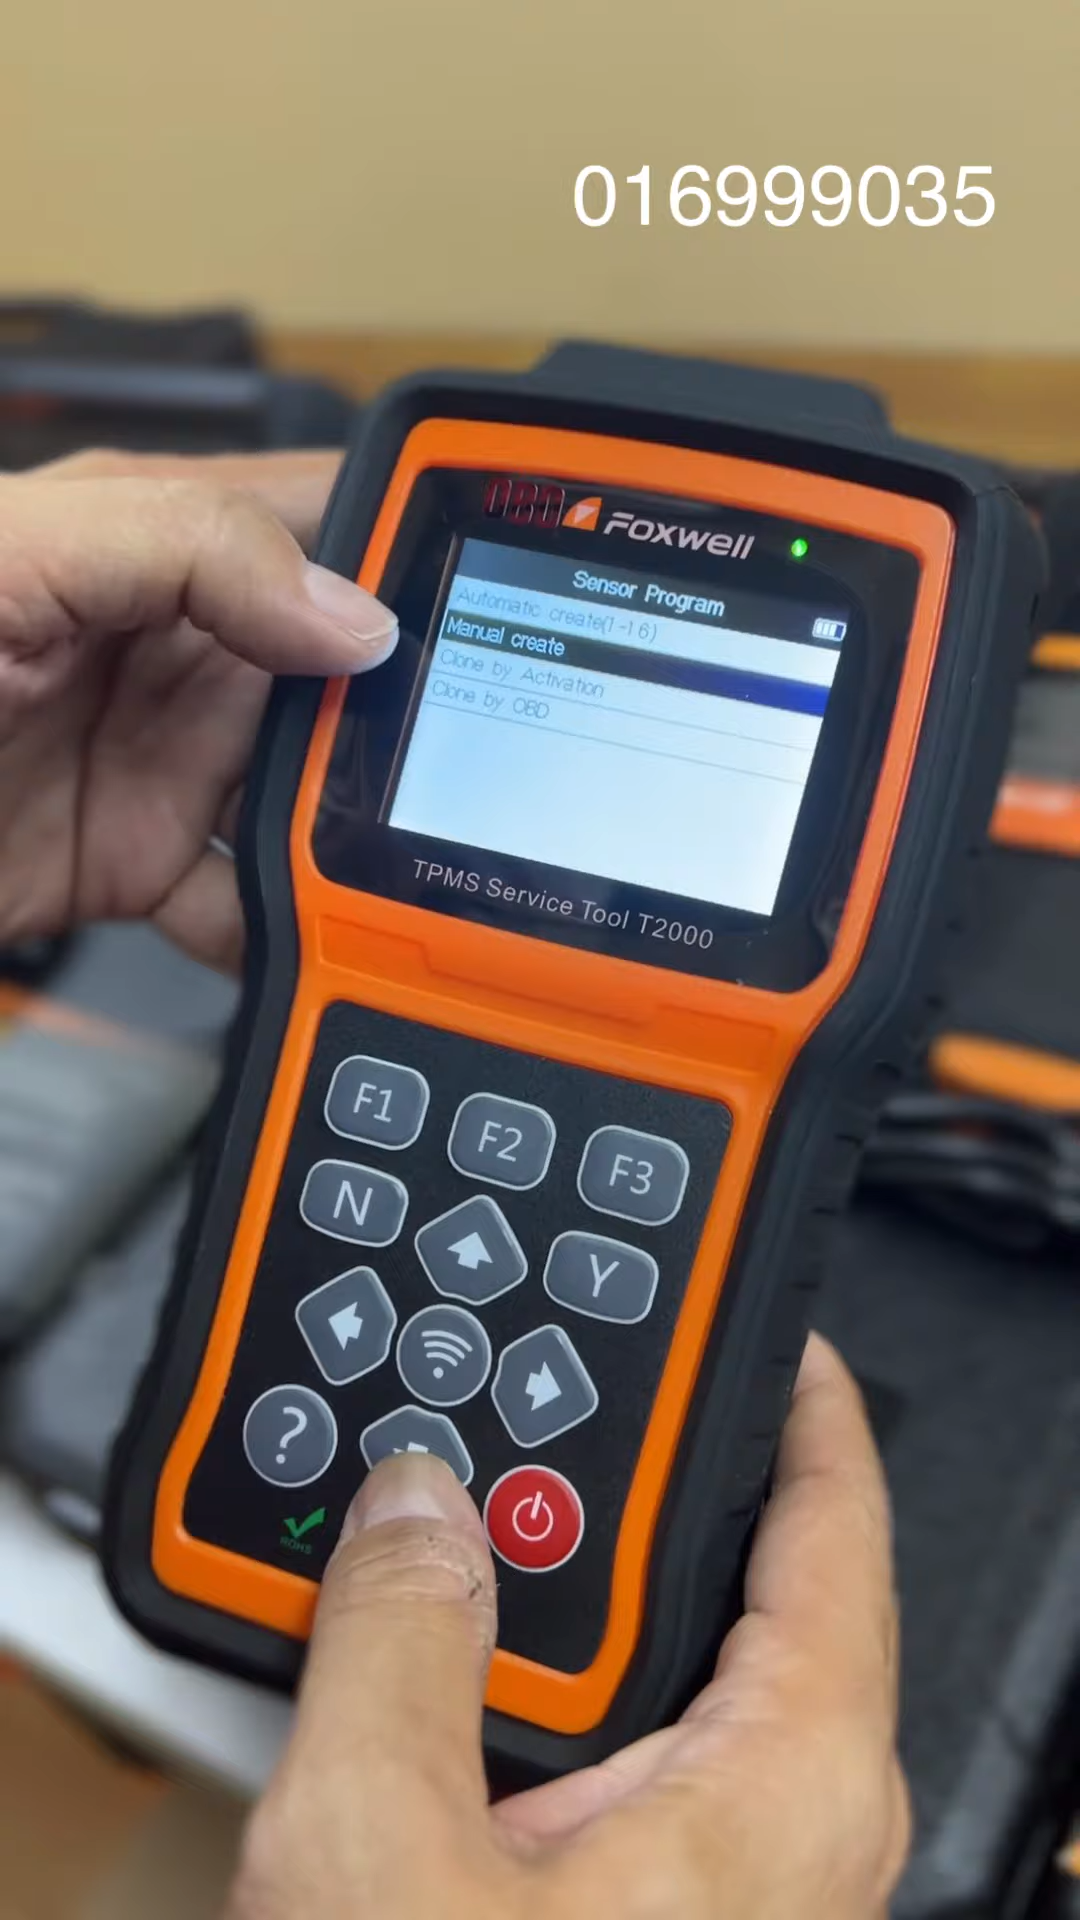 016999035
OBD Foxwell
Sensor Program
Automatic create(1-16)
Manual create
Clone by Activation
Clone by OBD
TPMS Service Tool T2000
F1 F2 F3
N Y
?
ROHS